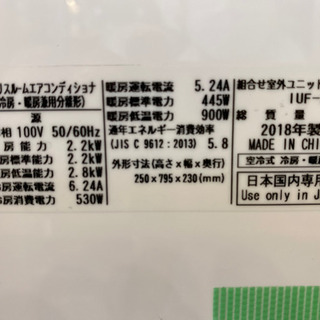 リスルームエアコンディショナ
(冷房・暖房兼用分離形)
源
相 100V 50/60Hz
房 能 力 2.2kW
房標準能力 2.2kW
房低温能力 2.8kW
房運転電流 6.24A
房消費電力 530W
暖房運転電流 5.24A
暖房標準電力 445W
暖房低温電力 900W
通年エネルギー消費効率
(JIS C 9612:2013) 5.8
外形寸法(高さ×幅×奥行)
250×795×230(mm)
組合せ室外ユニット
IUF-
総 質 量
2018年製
MADE IN CHI
空冷式 冷房・暖
日本国内専用
Use only in J